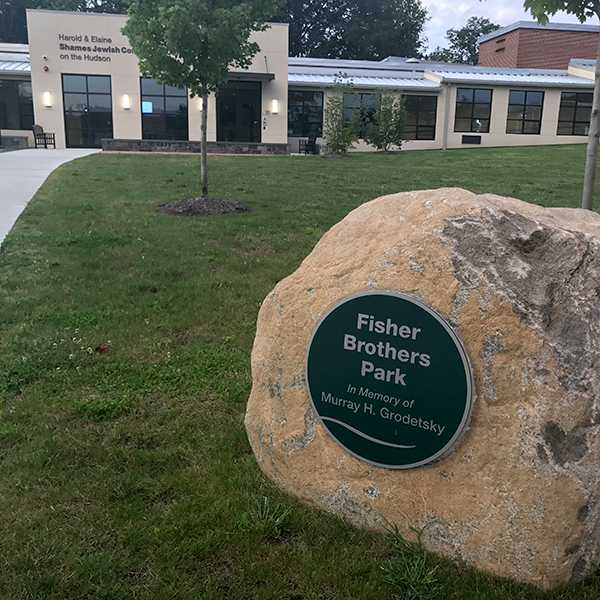 Harold & Elaine
Shames Jewish Co
on the Hudson
Fisher
Brothers
Park
In Memory of
Murray H. Grodetsky